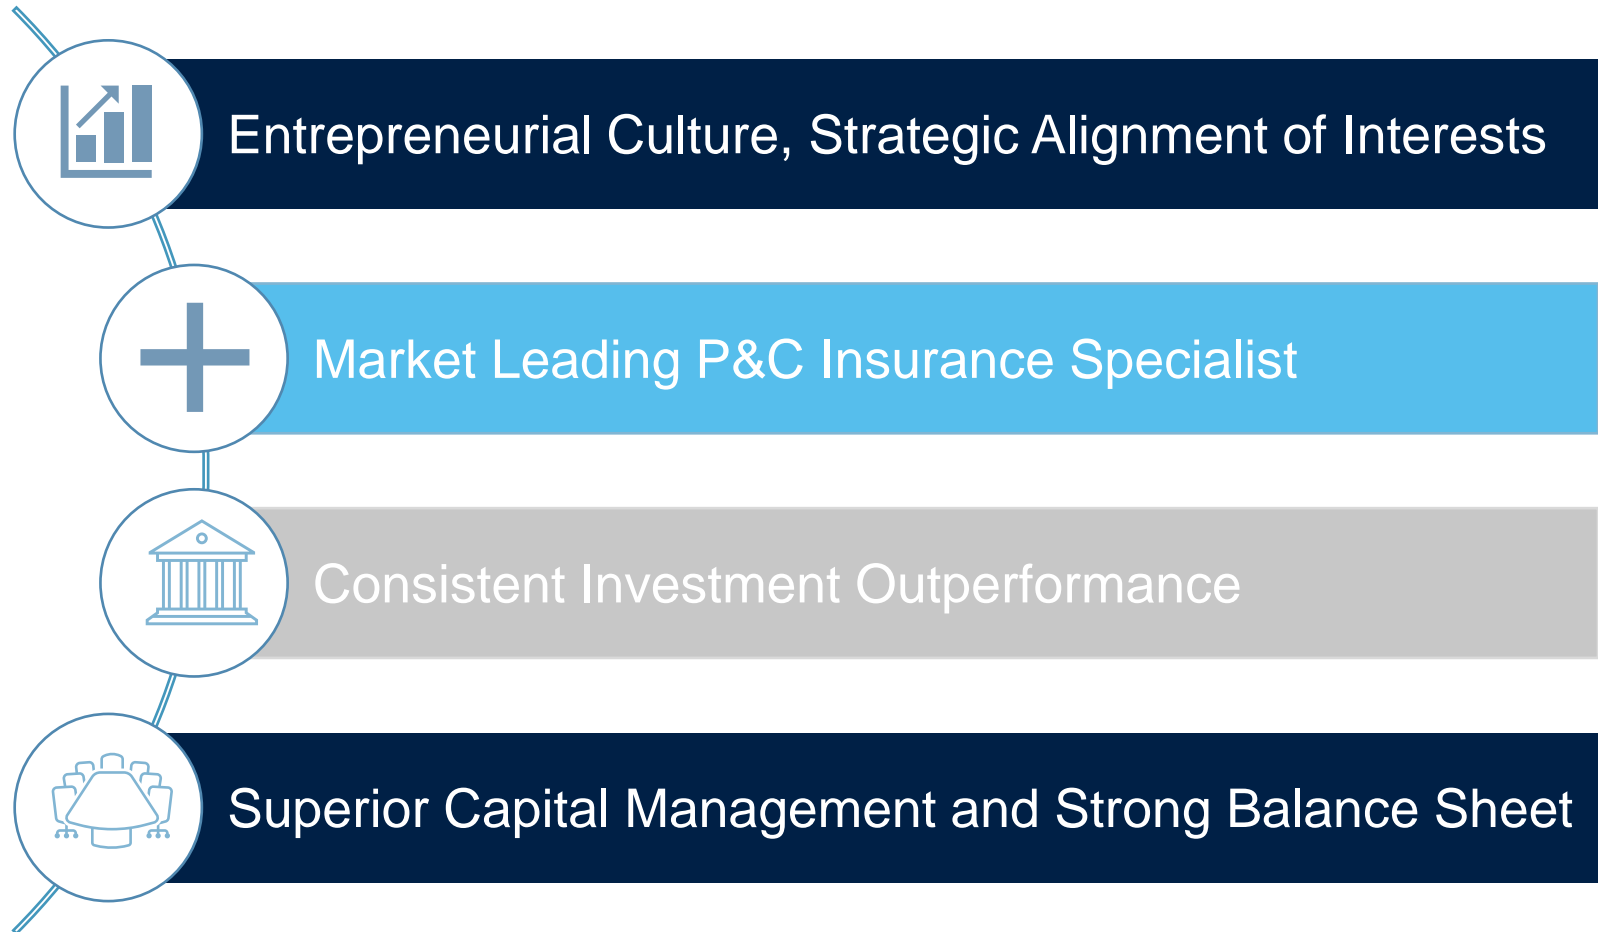 Entrepreneurial Culture, Strategic Alignment of Interests
Market Leading P&C Insurance Specialist
Consistent Investment Outperformance
Superior Capital Management and Strong Balance Sheet